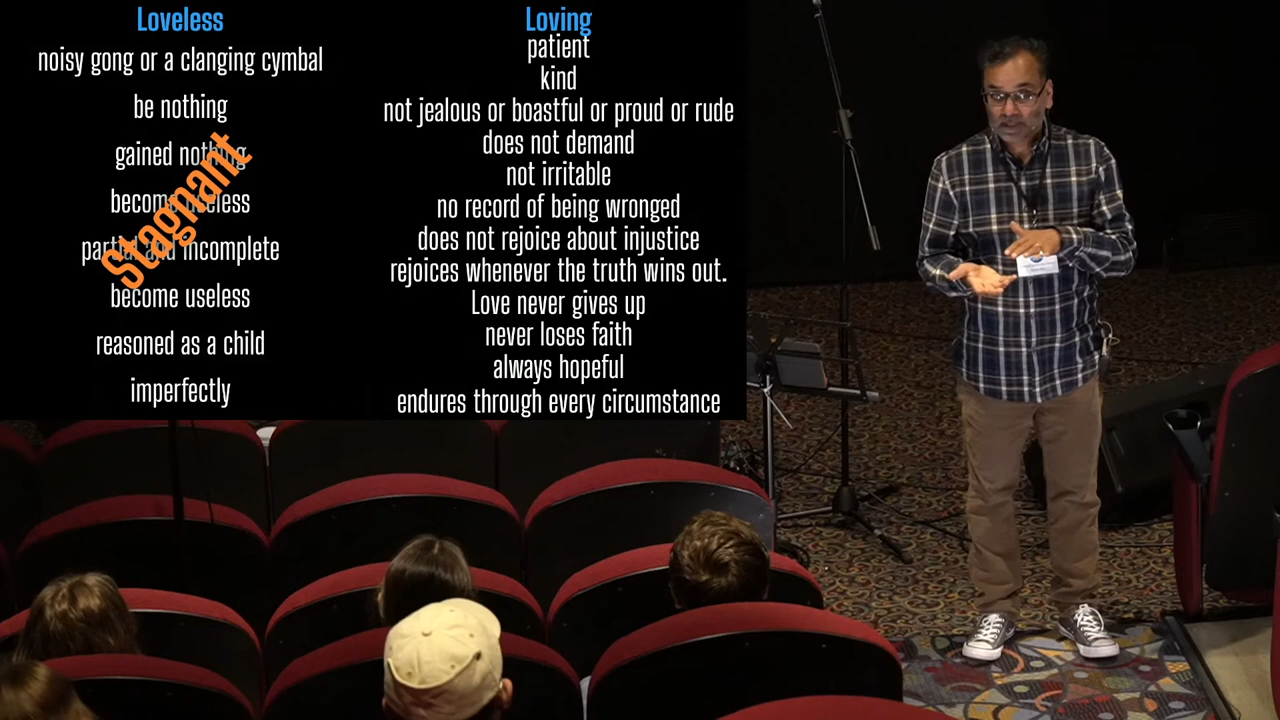 Loveless
noisy gong or a clanging cymbal
be nothing
gained nothing
become useless
partial and incomplete
become useless
reasoned as a child
imperfectly
Stagnant
Loving
patient
kind
not jealous or boastful or proud or rude
does not demand
not irritable
no record of being wronged
does not rejoice about injustice
rejoices whenever the truth wins out.
Love never gives up
never loses faith
always hopeful
endures through every circumstance